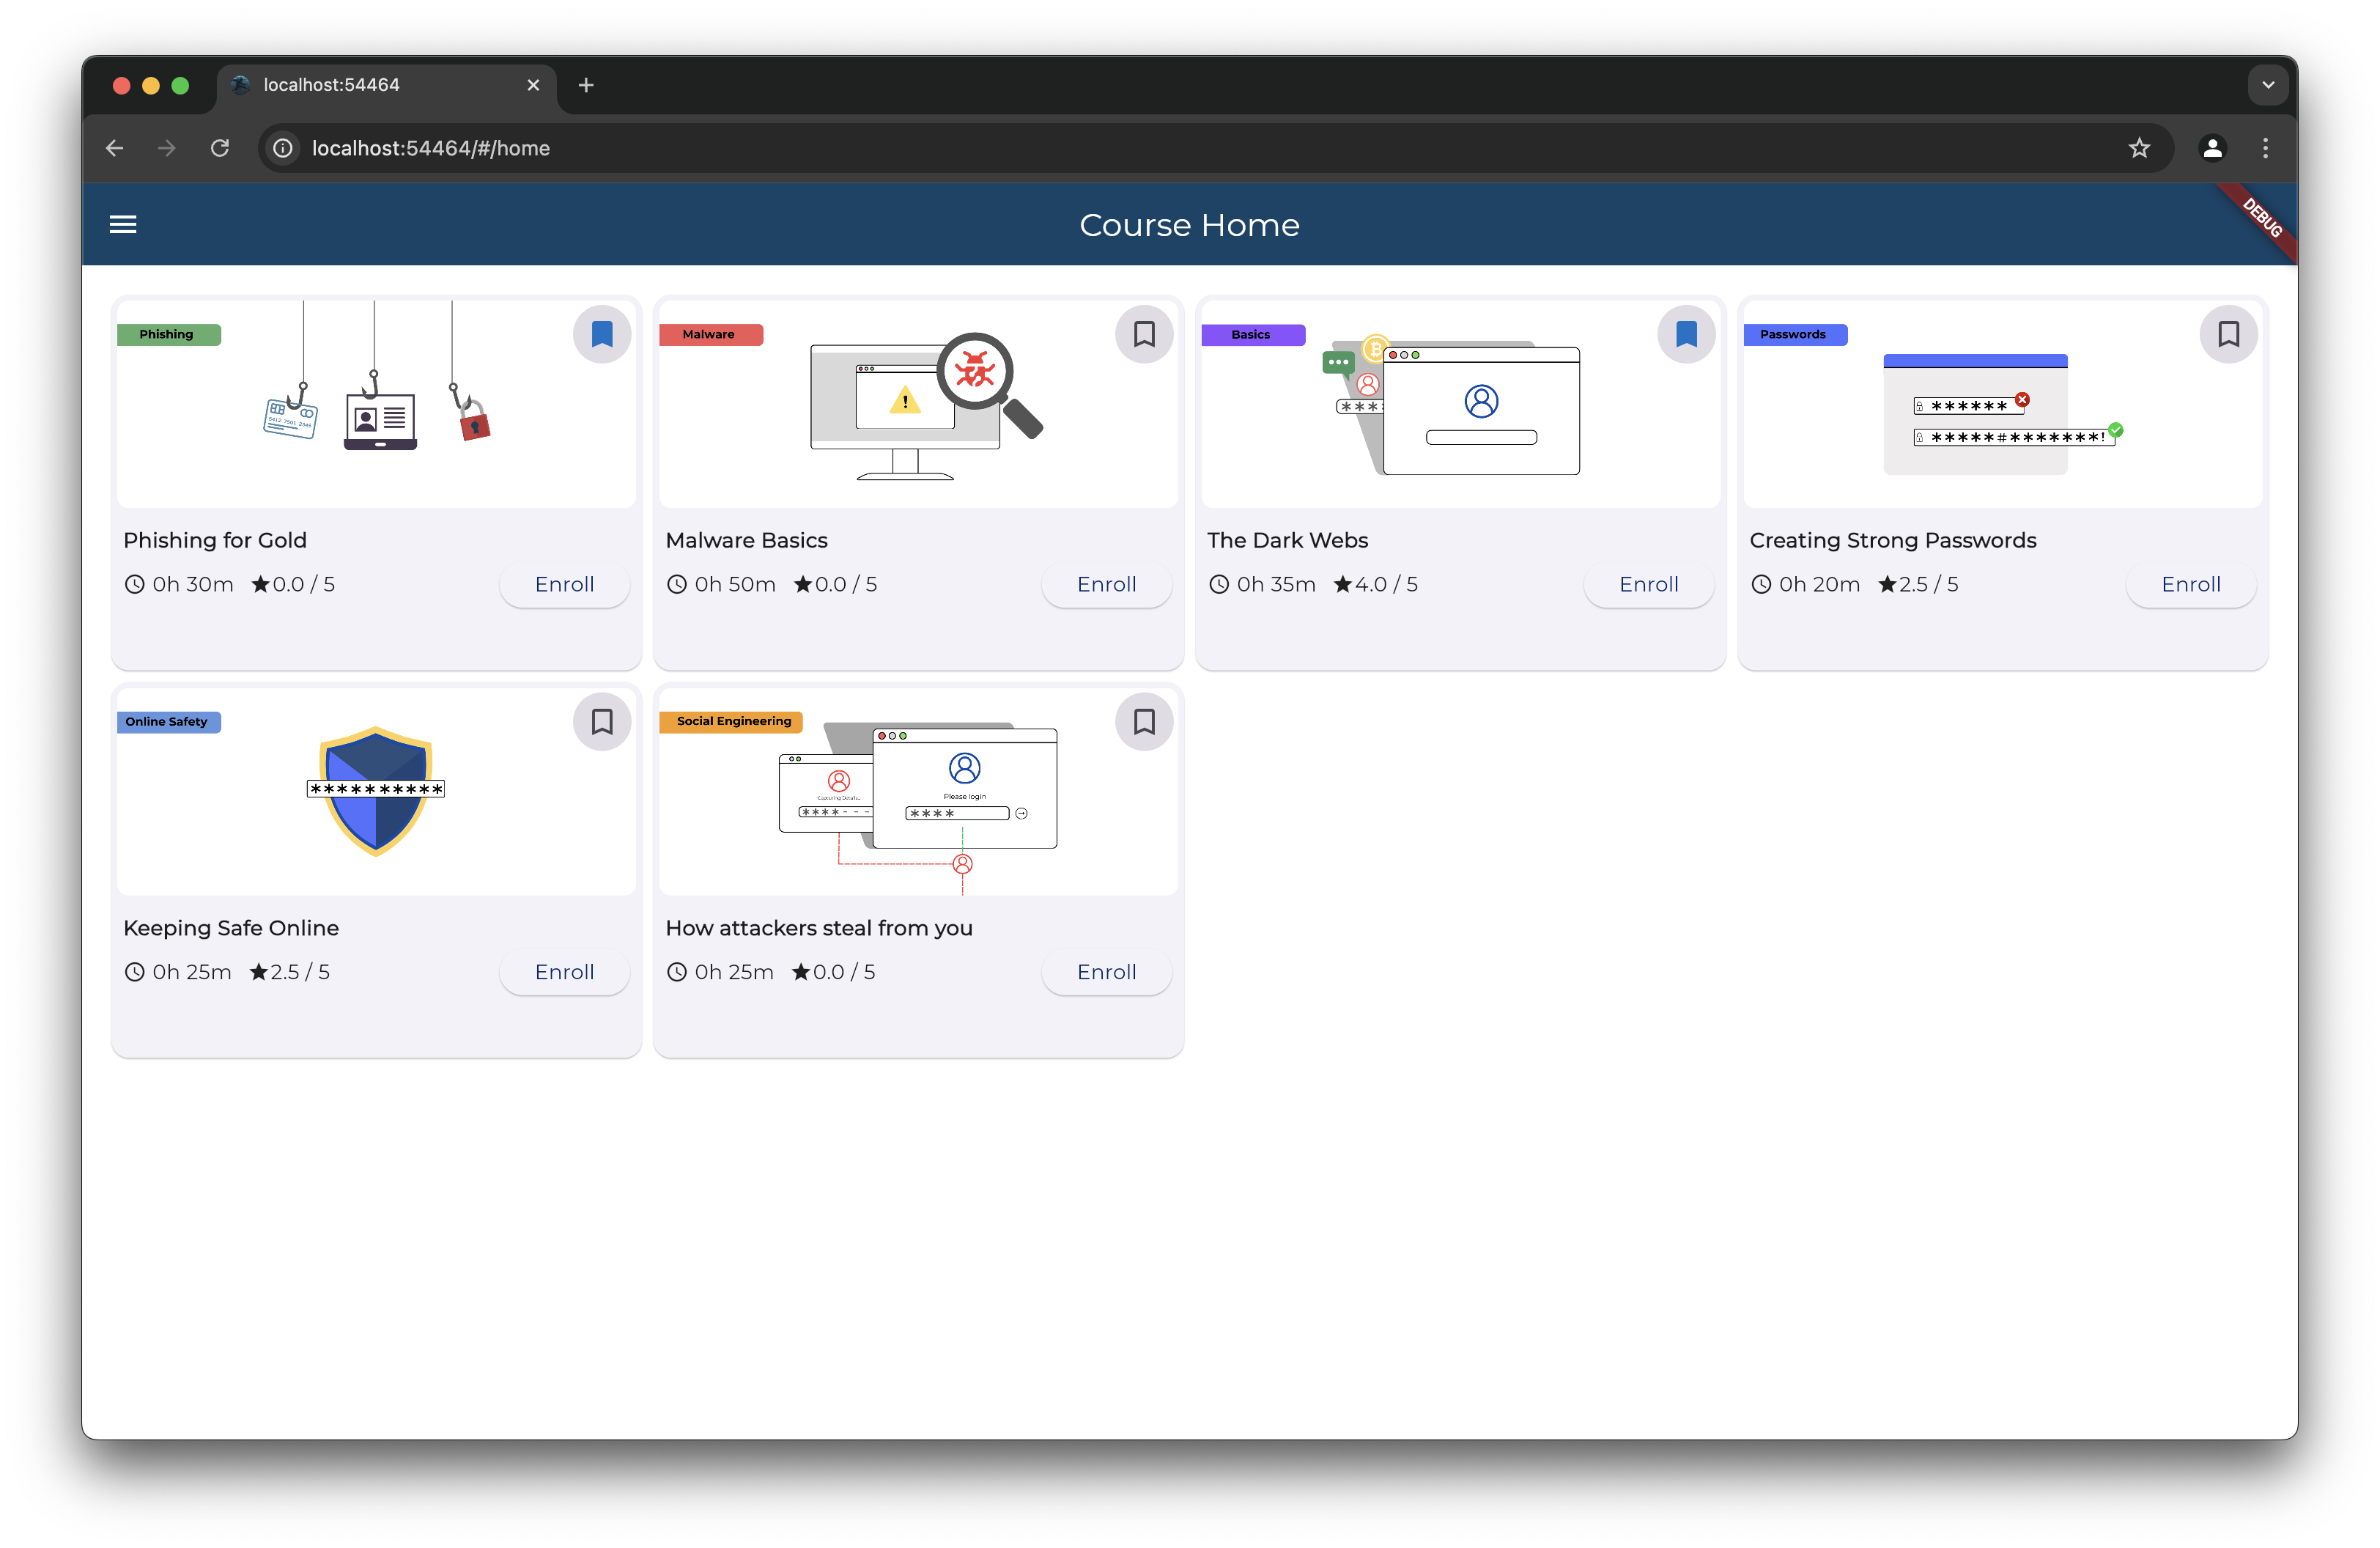 localhost:54464
localhost:54464/#/home
Course Home
DEBUG
Phishing
Malware
Basics
Passwords
******
*****#*******!
Phishing for Gold
Malware Basics
The Dark Webs
Creating Strong Passwords
0h 30m 0.0 / 5 Enroll
0h 50m 0.0 / 5 Enroll
0h 35m 4.0 / 5 Enroll
0h 20m 2.5 / 5 Enroll
Online Safety
Social Engineering
**********
Capturing Details...
****---
Please login
****
Keeping Safe Online
How attackers steal from you
0h 25m 2.5 / 5 Enroll
0h 25m 0.0 / 5 Enroll